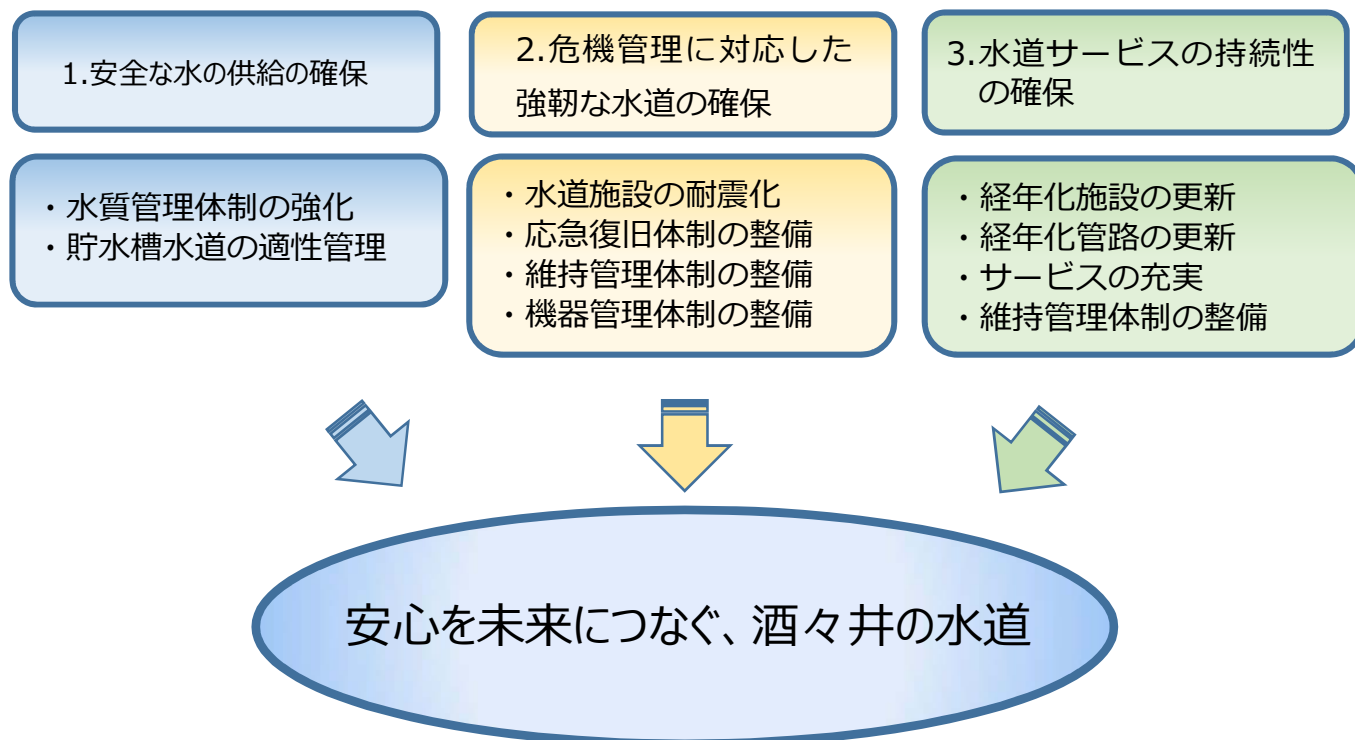 1.安全な水の供給の確保
・水質管理体制の強化
・貯水槽水道の適性管理
2.危機管理に対応した
強靭な水道の確保
・水道施設の耐震化
・応急復旧体制の整備
・維持管理体制の整備
・機器管理体制の整備
3.水道サービスの持続性
の確保
・経年化施設の更新
・経年化管路の更新
・サービスの充実
・維持管理体制の整備
安心を未来につなぐ、酒々井の水道